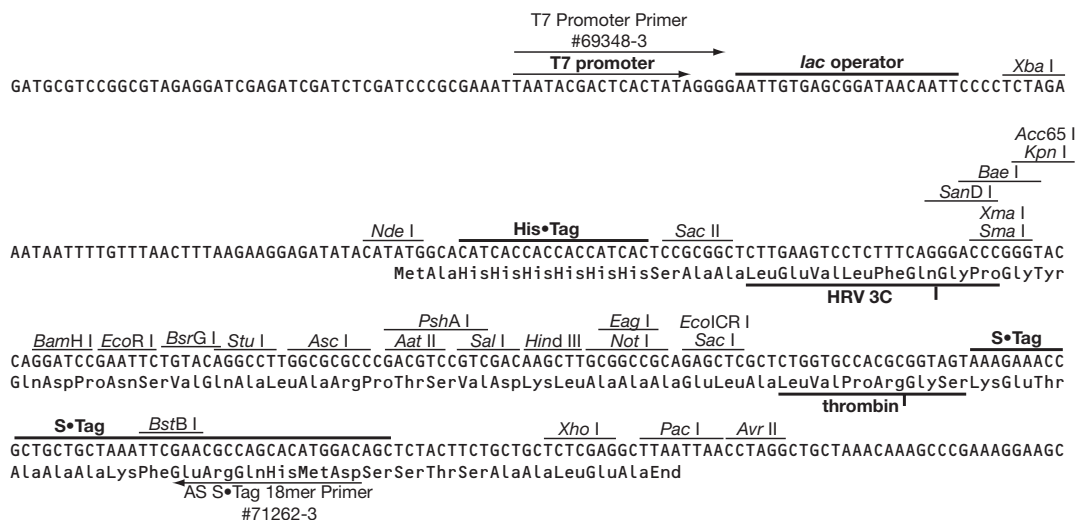 T7 Promoter Primer
#69348-3
T7 promoter
lac operator
Xba I
GATGCGTCCGGCGTAGAGGATCGAGATCGATCTCGATCCCGCGAAATTAATACGACTCACTATAGGGGAATTGTGAGCGGATAACAATTCCCCTCTAGA
Acc65 I
Kpn I
Bae I
SanD I
Xma I
Nde I
His•Tag
Sac II
Sma I
AATAATTTTGTTTAACTTTAAGAAGGAGATATACATATGGCACATCACCACCACCATCACTCCGCGGCTCTTGAAGTCCTCTTTCAGGGACCCGGGTAC
MetAlaHisHisHisHisHisHisSerAlaAlaLeuGluValLeuPheGlnGlyProGlyTyr
HRV 3C
PshA I
Eag I
EcoICR I
BamH I
EcoR I
BsrG I
Stu I
Asc I
Aat II
Sal I
Hind III
Not I
Sac I
S•Tag
CAGGATCCGAATTCTGTACAGGCCTTGGCGCGCCCGACGTCCGTCGACAAGCTTGCGGCCGCAGAGCTCGCTCTGGTGCCACGCGGTAGTAAAGAAACC
GlnAspProAsnSerValGlnAlaLeuAlaArgProThrSerValAspLysLeuAlaAlaAlaGluLeuAlaLeuValProArgGlySerLysGluThr
thrombin
S•Tag
BstB I
Xho I
Pac I
Avr II
GCTGCTGCTAAATTCGAACGCCAGCACATGGACAGCTCTACTTCTGCTGCTCTCGAGGCTTAATTAACCTAGGCTGCTAAACAAAGCCCGAAAGGAAGC
AlaAlaAlaLysPheGluArgGlnHisMetAspSerSerThrSerAlaAlaLeuGluAlaEnd
AS S•Tag 18mer Primer
#71262-3